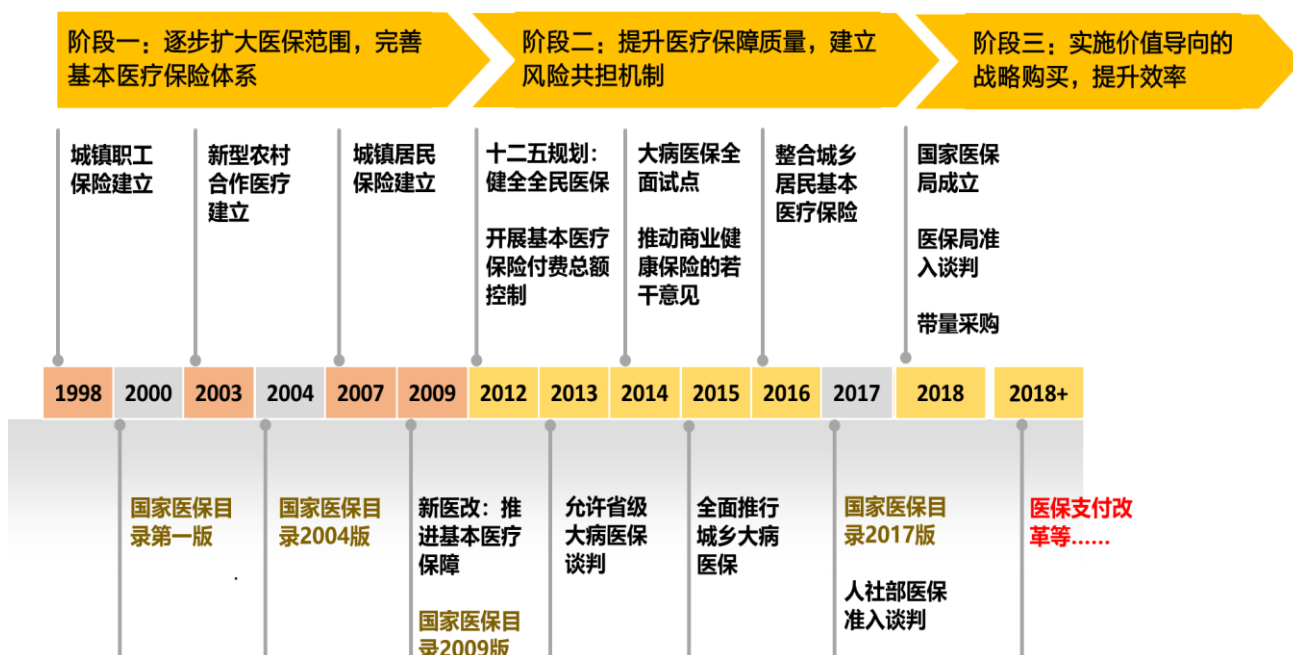 阶段一：逐步扩大医保范围，完善
基本医疗保险体系
阶段二：提升医疗保障质量，建立
风险共担机制
阶段三：实施价值导向的
战略购买，提升效率
城镇职工
保险建立
新型农村
合作医疗
建立
城镇居民
保险建立
十二五规划：
健全全民医保
开展基本医疗
保险付费总额
控制
大病医保全
面试点
推动商业健
康保险的若
干意见
整合城乡
居民基本
医疗保险
国家医保
局成立
医保局准
入谈判
带量采购
1998 2000 2003 2004 2007 2009 2012 2013 2014 2015 2016 2017 2018 2018+
国家医保目
录第一版
国家医保目
录2004版
新医改：推
进基本医疗
保障
国家医保目
录2009版
允许省级
大病医保
谈判
全面推行
城乡大病
医保
国家医保目
录2017版
人社部医保
准入谈判
医保支付改
革等……